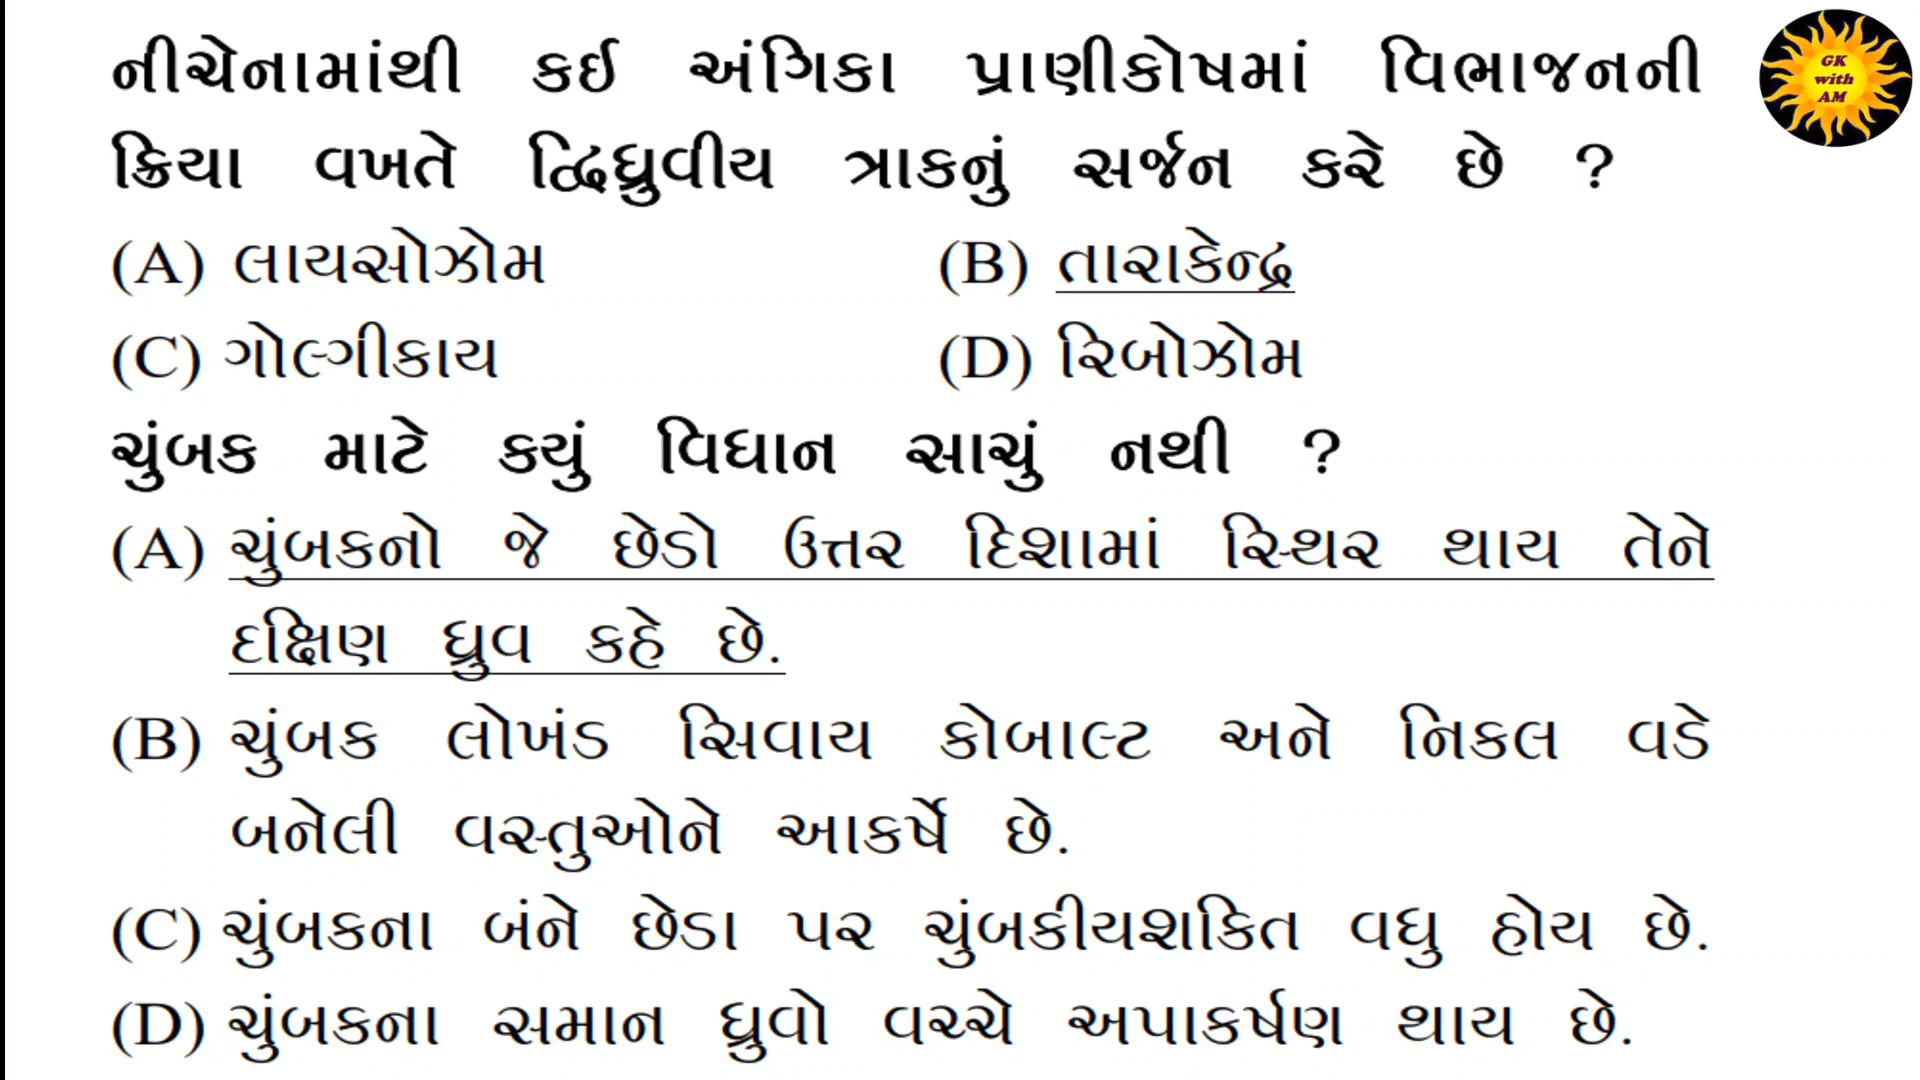 નીચેનામાંથી કઈ અંગિકા પ્રાણીકોષમાં વિભાજનની
ક્રિયા વખતે દ્વિધ્રુવીય ત્રાકનું સર્જન કરે છે ?
(A) લાયસોઝોમ (B) તારાકેન્દ્ર
(C) ગોલ્ગીકાય (D) રિબોઝોમ
ચુંબક માટે કયું વિધાન સાચું નથી ?
(A) ચુંબકનો જે છેડો ઉત્તર દિશામાં સ્થિર થાય તેને
દક્ષિણ ધ્રુવ કહે છે.
(B) ચુંબક લોખંડ સિવાય કોબાલ્ટ અને નિકલ વડે
બનેલી વસ્તુઓને આકર્ષે છે.
(C) ચુંબકના બંને છેડા પર ચુંબકીયશકિત વધુ હોય છે.
(D) ચુંબકના સમાન ધ્રુવો વચ્ચે અપાકર્ષણ થાય છે.
GK
with
AM